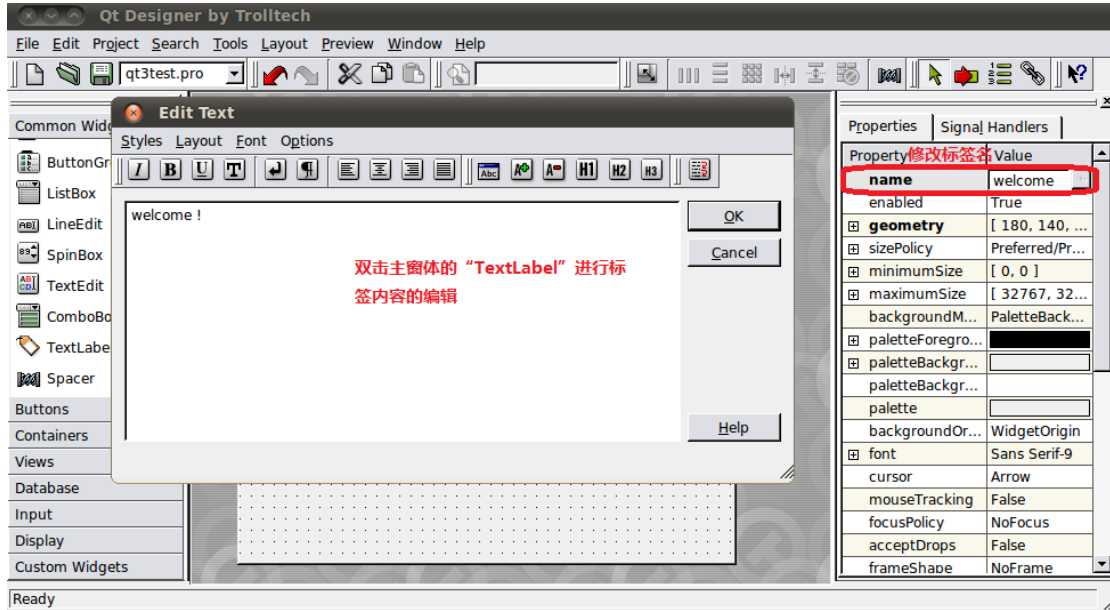 Qt Designer by Trolltech
File Edit Project Search Tools Layout Preview Window Help
qt3test.pro
Common Widg
ButtonGr
ListBox
LineEdit
SpinBox
TextEdit
ComboBo
TextLabe
Spacer
Buttons
Containers
Views
Database
Input
Display
Custom Widgets
Edit Text
Styles Layout Font Options
I B U T H1 H2 H3
welcome !
双击主窗体的“TextLabel”进行标
签内容的编辑
OK
Cancel
Help
Properties Signal Handlers
Property 修改标签名 Value
name welcome
enabled True
geometry [ 180, 140, ...
sizePolicy Preferred/Pr...
minimumSize [ 0, 0 ]
maximumSize [ 32767, 32...
backgroundM... PaletteBack...
paletteForegro...
paletteBackgr...
paletteBackgr...
palette
backgroundOr... WidgetOrigin
font Sans Serif-9
cursor Arrow
mouseTracking False
focusPolicy NoFocus
acceptDrops False
frameShape NoFrame
Ready